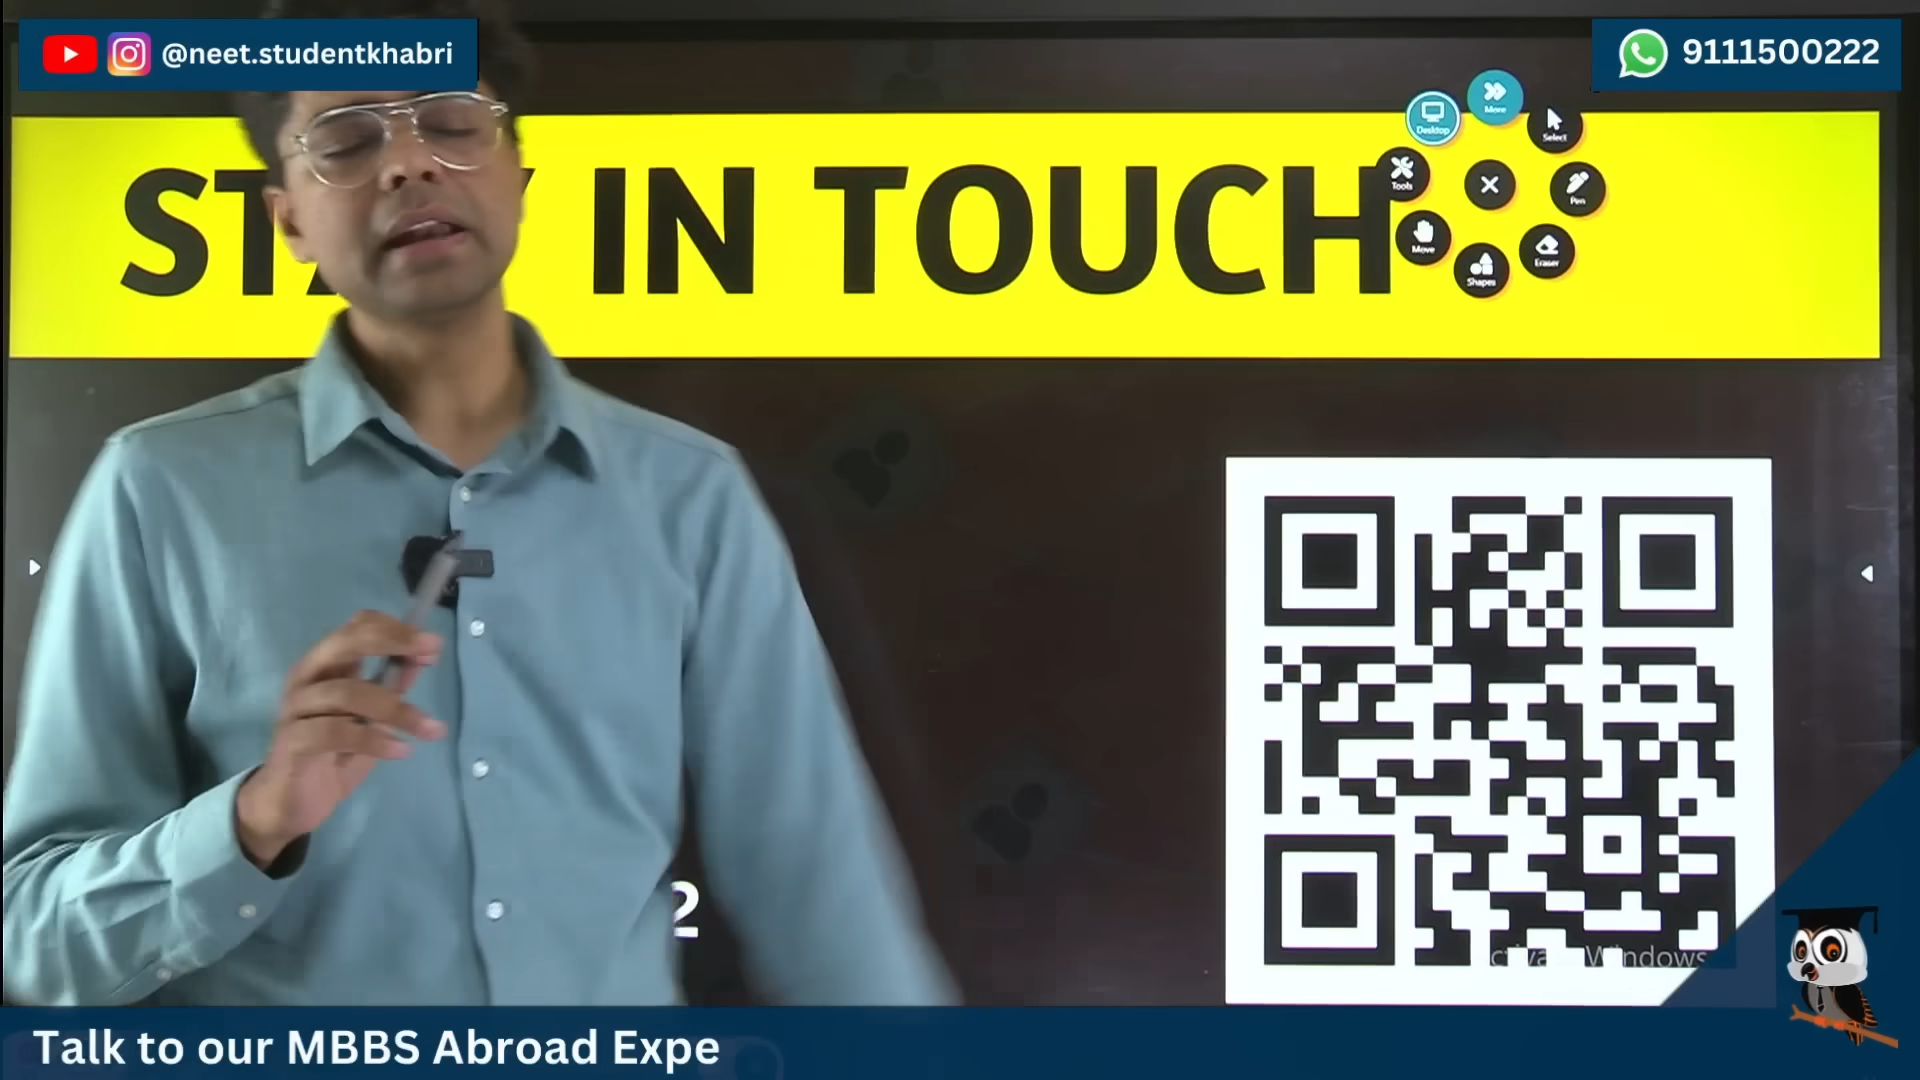 @neet.studentkhabri
9111500222
More
Desktop
Select
Tools
Pen
Move
Eraser
Shapes
IN TOUCH
2
Windows
Talk to our MBBS Abroad Expe